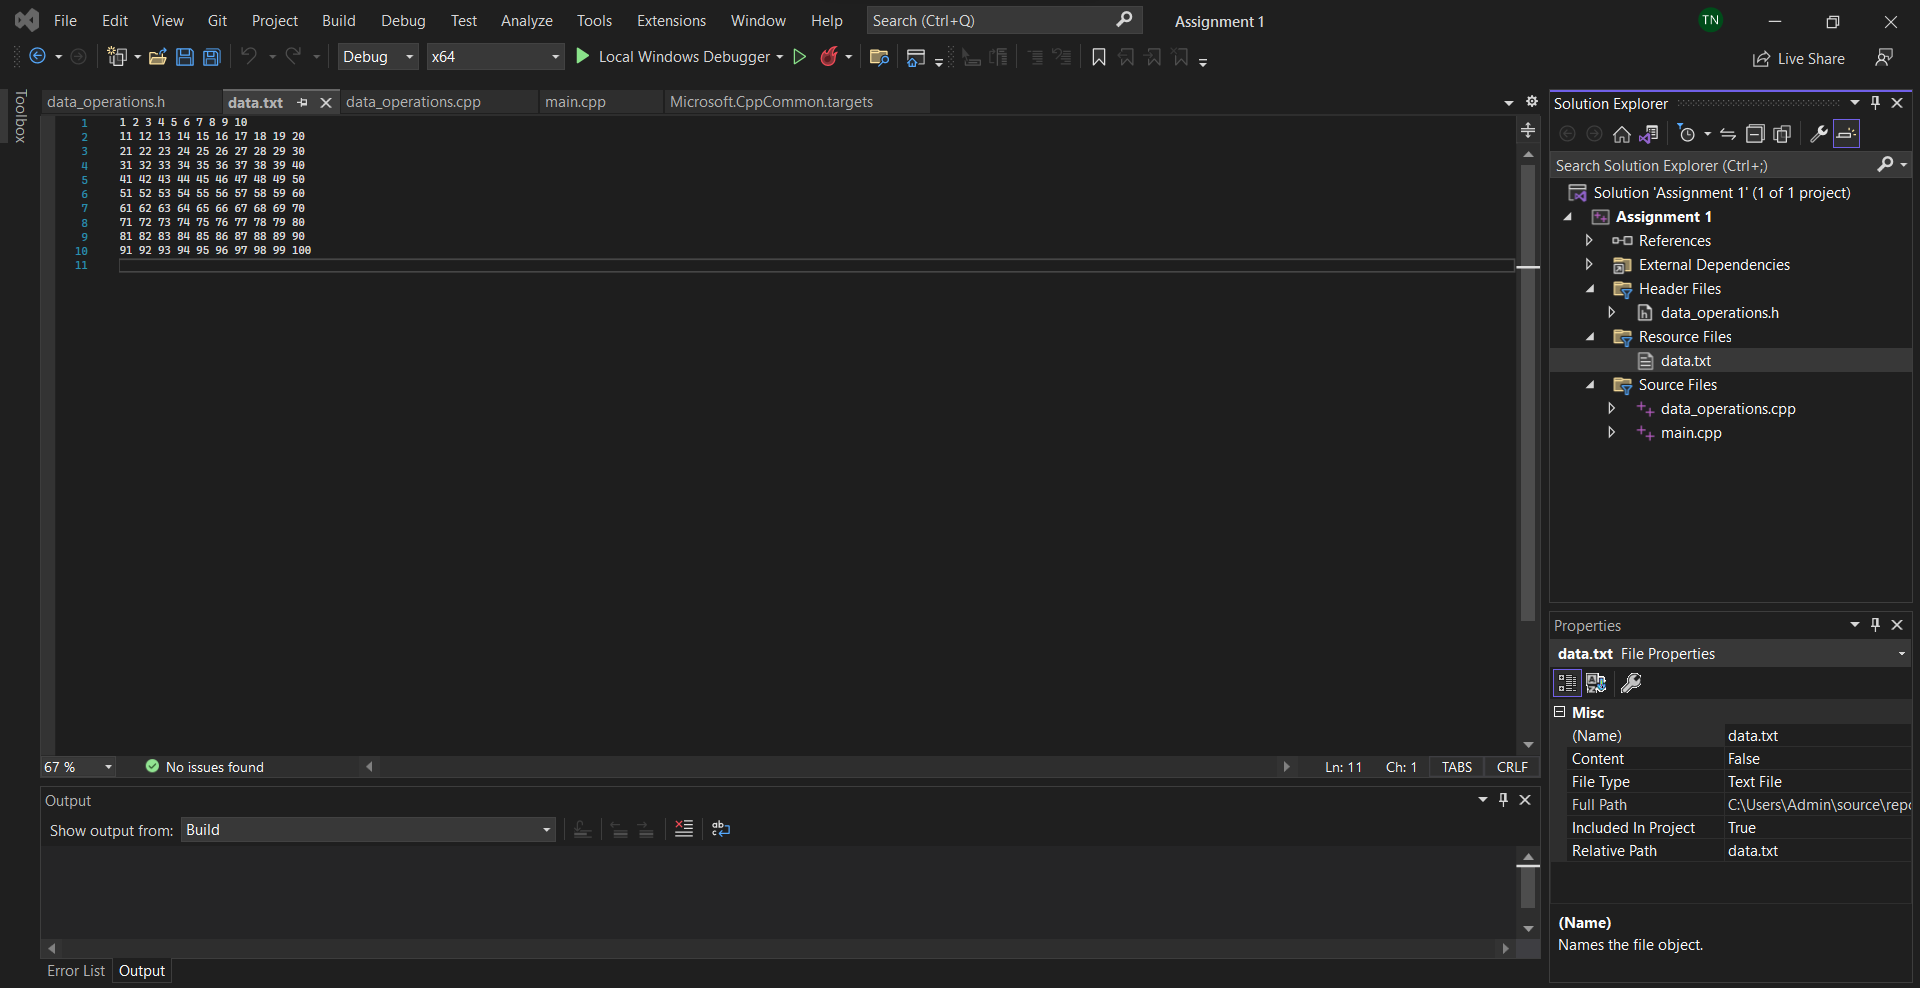 File Edit View Git Project Build Debug Test Analyze Tools Extensions Window Help Search (Ctrl+Q) Assignment 1 TN
Debug x64 Local Windows Debugger Live Share
Toolbox
data_operations.h data.txt data_operations.cpp main.cpp Microsoft.CppCommon.targets
1 1 2 3 4 5 6 7 8 9 10
2 11 12 13 14 15 16 17 18 19 20
3 21 22 23 24 25 26 27 28 29 30
4 31 32 33 34 35 36 37 38 39 40
5 41 42 43 44 45 46 47 48 49 50
6 51 52 53 54 55 56 57 58 59 60
7 61 62 63 64 65 66 67 68 69 70
8 71 72 73 74 75 76 77 78 79 80
9 81 82 83 84 85 86 87 88 89 90
10 91 92 93 94 95 96 97 98 99 100
11
67 % No issues found Ln: 11 Ch: 1 TABS CRLF
Output
Show output from: Build
Error List Output
Solution Explorer
Search Solution Explorer (Ctrl+;)
Solution 'Assignment 1' (1 of 1 project)
Assignment 1
References
External Dependencies
Header Files
data_operations.h
Resource Files
data.txt
Source Files
data_operations.cpp
main.cpp
Properties
data.txt File Properties
Misc
(Name) data.txt
Content False
File Type Text File
Full Path C:\Users\Admin\source\repo
Included In Project True
Relative Path data.txt
(Name)
Names the file object.